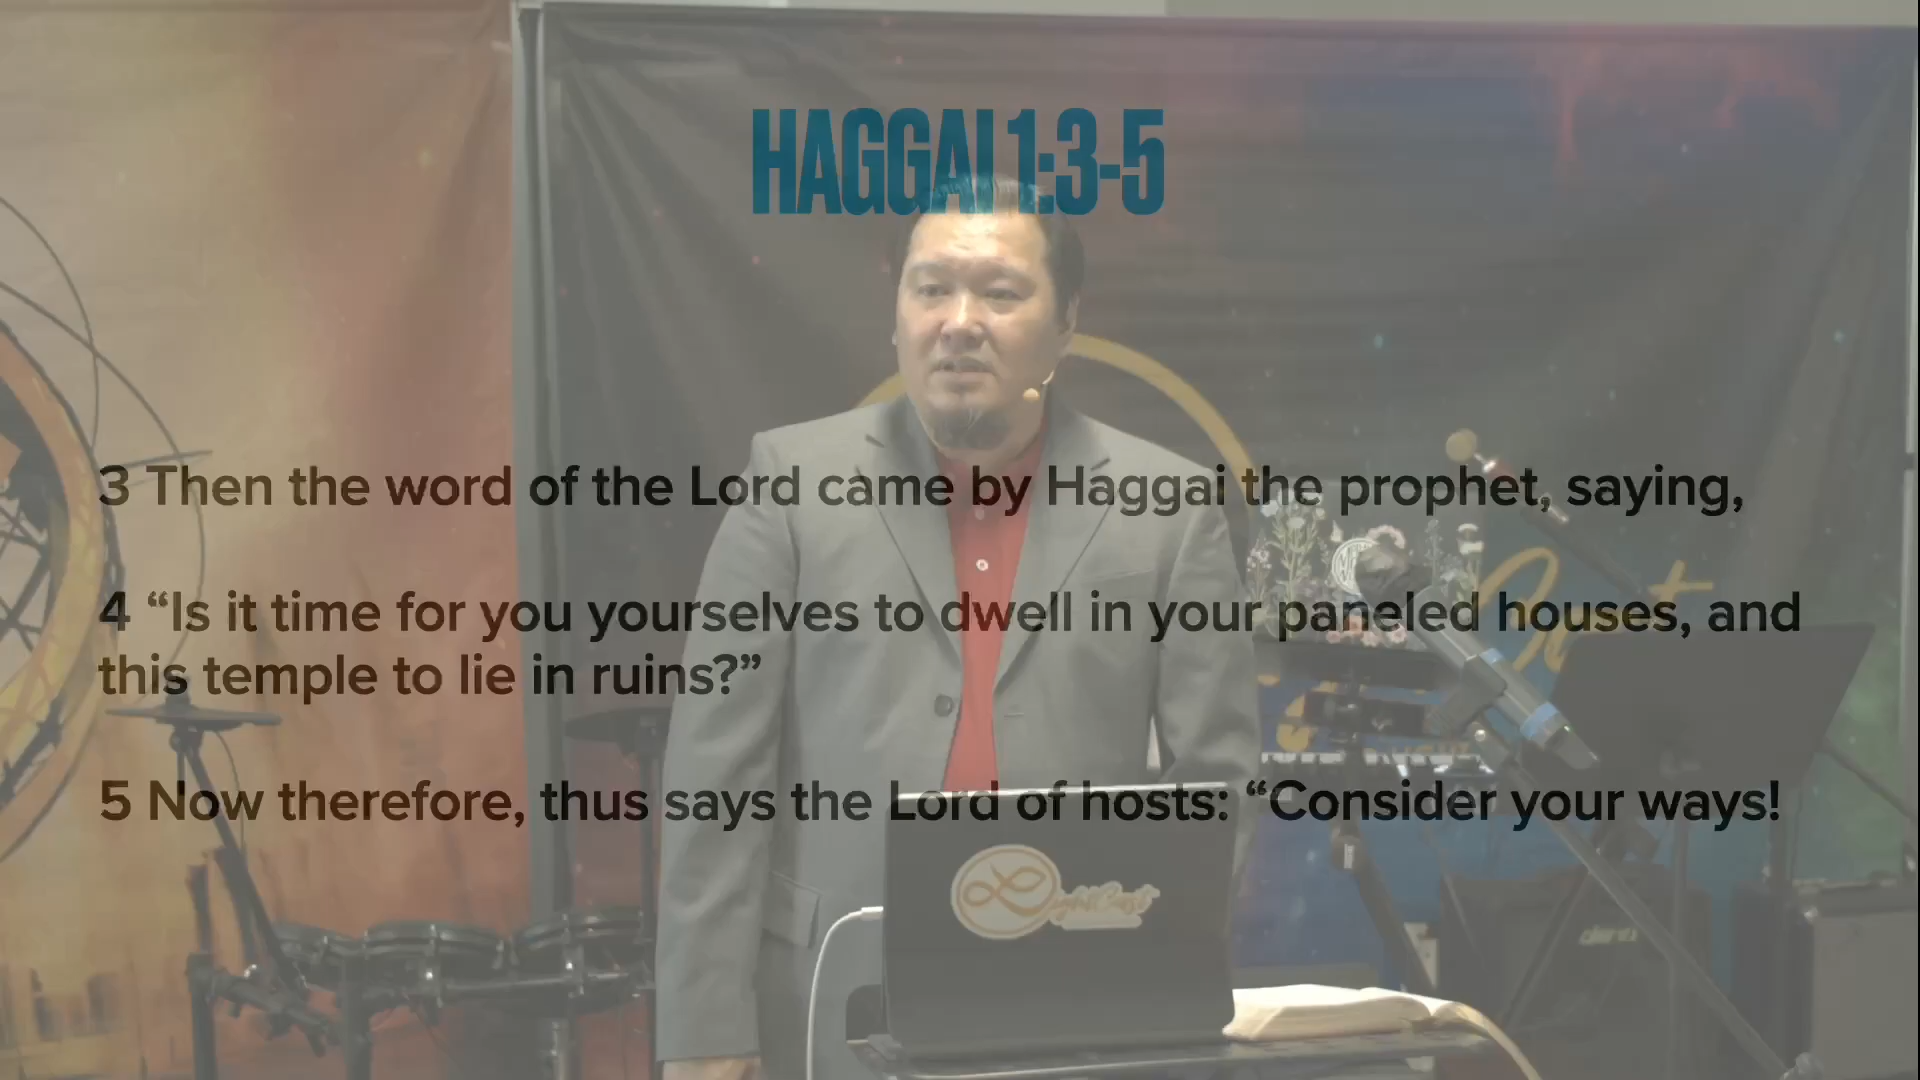 HAGGAI 1:3-5
3 Then the word of the Lord came by Haggai the prophet, saying,
4 “Is it time for you yourselves to dwell in your paneled houses, and
this temple to lie in ruins?”
5 Now therefore, thus says the Lord of hosts: “Consider your ways!
LightCast